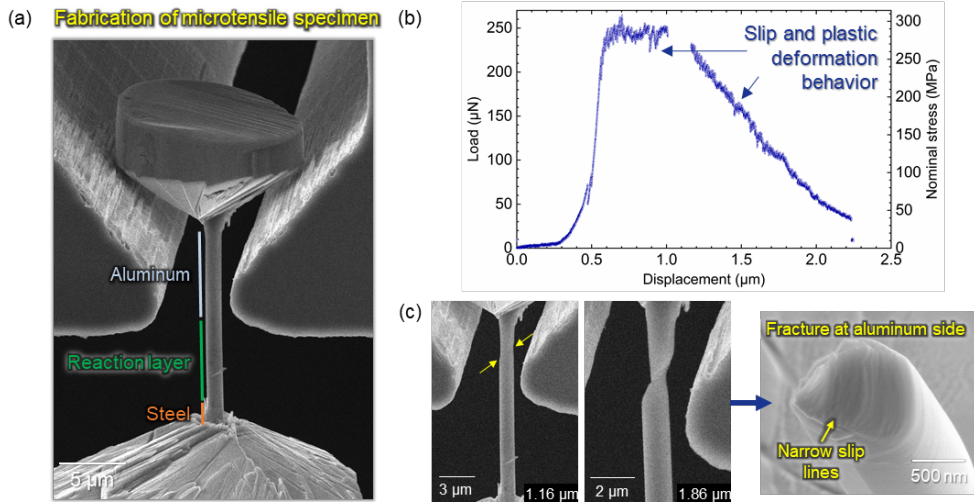 (a)
Fabrication of microtensile specimen
Aluminum
Reaction layer
Steel
5 µm
(b)
Load (µN)
250
200
150
100
50
0
0.0 0.5 1.0 1.5 2.0 2.5
Displacement (µm)
300
250
200
150
100
50
0
Nominal stress (MPa)
Slip and plastic
deformation
behavior
(c)
3 µm
1.16 µm
2 µm
1.86 µm
Fracture at aluminum side
Narrow slip
lines
500 nm